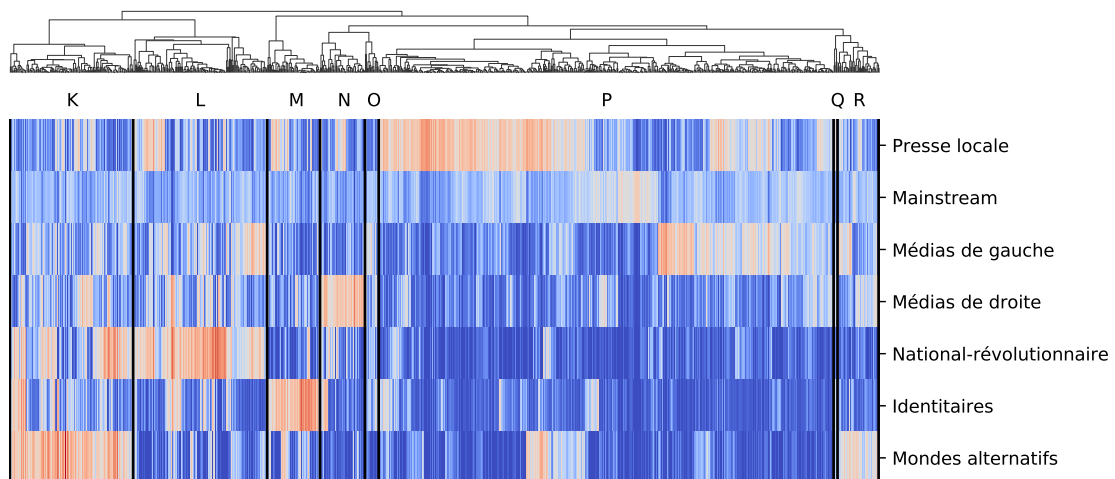 K L M N O P Q R
Presse locale
Mainstream
Médias de gauche
Médias de droite
National-révolutionnaire
Identitaires
Mondes alternatifs